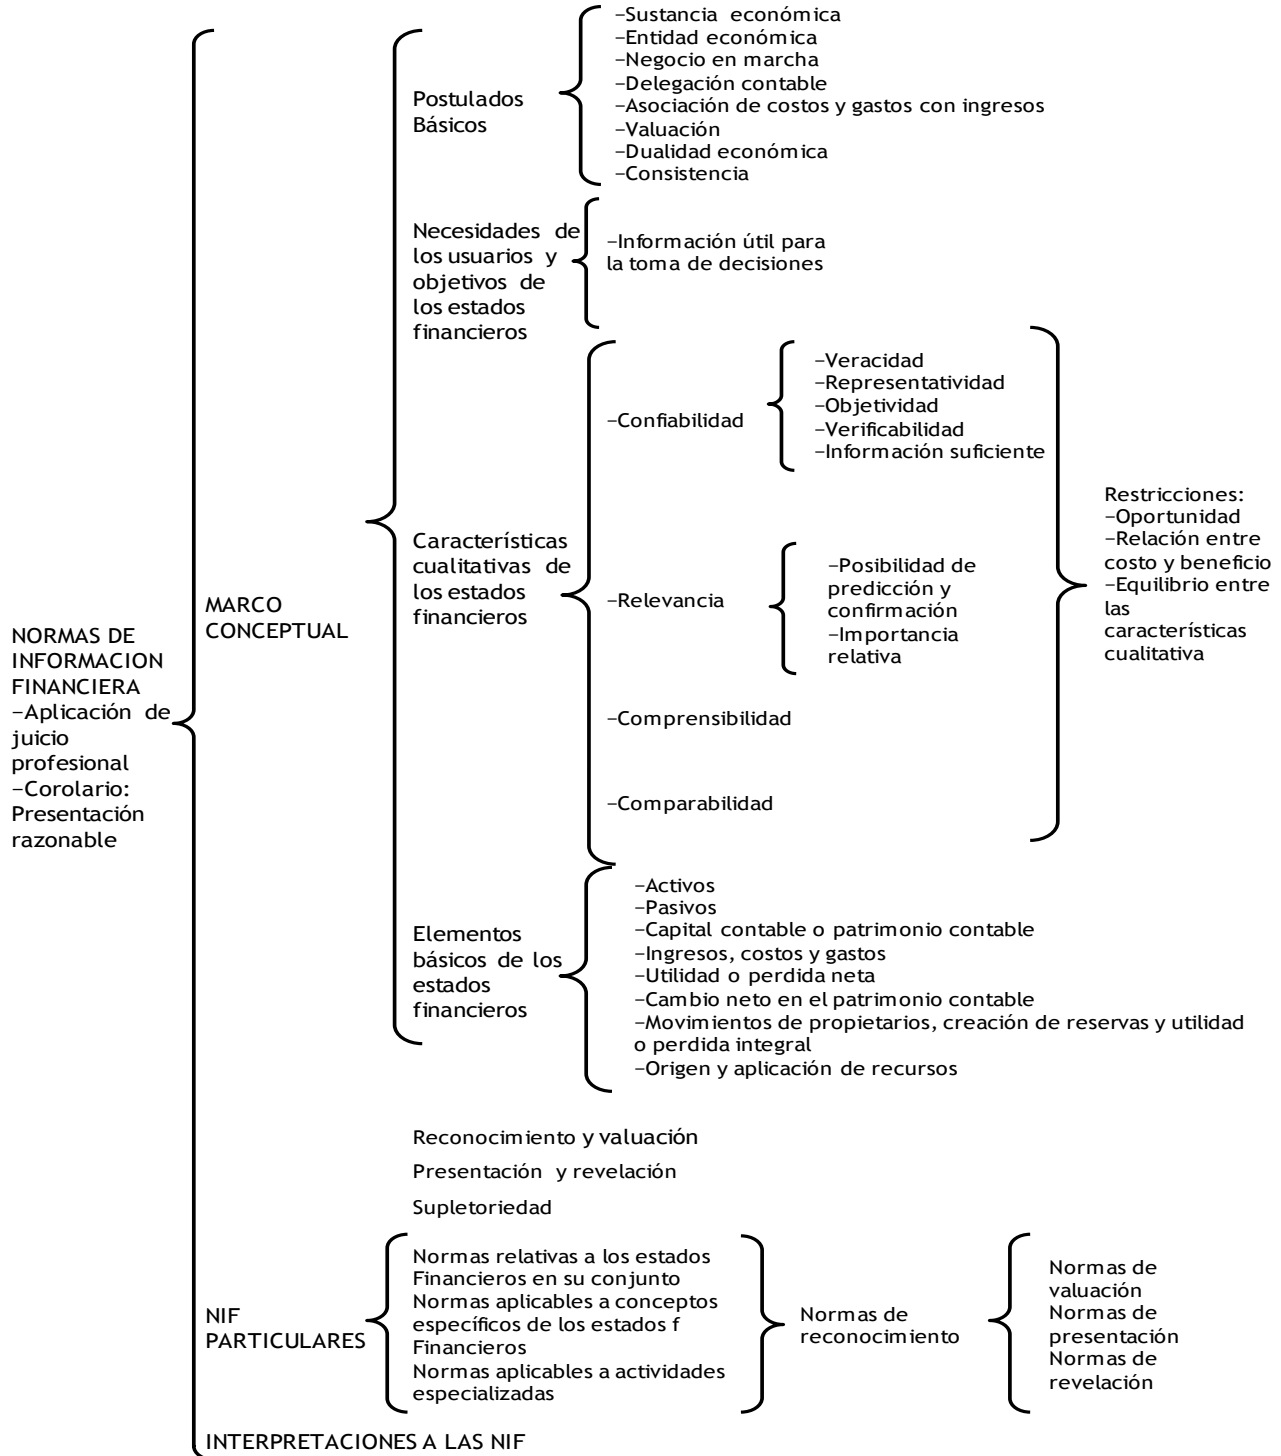 NORMAS DE
INFORMACION
FINANCIERA
-Aplicación de
juicio
profesional
-Corolario:
Presentación
razonable
MARCO
CONCEPTUAL
Postulados
Básicos
-Sustancia económica
-Entidad económica
-Negocio en marcha
-Delegación contable
-Asociación de costos y gastos con ingresos
-Valuación
-Dualidad económica
-Consistencia
Necesidades de
los usuarios y
objetivos de
los estados
financieros
-Información útil para
la toma de decisiones
Características
cualitativas de
los estados
financieros
-Confiabilidad
-Veracidad
-Representatividad
-Objetividad
-Verificabilidad
-Información suficiente
-Relevancia
-Posibilidad de
predicción y
confirmación
-Importancia
relativa
-Comprensibilidad
-Comparabilidad
Restricciones:
-Oportunidad
-Relación entre
costo y beneficio
-Equilibrio entre
las
características
cualitativa
Elementos
básicos de los
estados
financieros
-Activos
-Pasivos
-Capital contable o patrimonio contable
-Ingresos, costos y gastos
-Utilidad o perdida neta
-Cambio neto en el patrimonio contable
-Movimientos de propietarios, creación de reservas y utilidad
o perdida integral
-Origen y aplicación de recursos
Reconocimiento y valuación
Presentación y revelación
Supletoriedad
NIF
PARTICULARES
Normas relativas a los estados
Financieros en su conjunto
Normas aplicables a conceptos
específicos de los estados f
Financieros
Normas aplicables a actividades
especializadas
Normas de
reconocimiento
Normas de
valuación
Normas de
presentación
Normas de
revelación
INTERPRETACIONES A LAS NIF